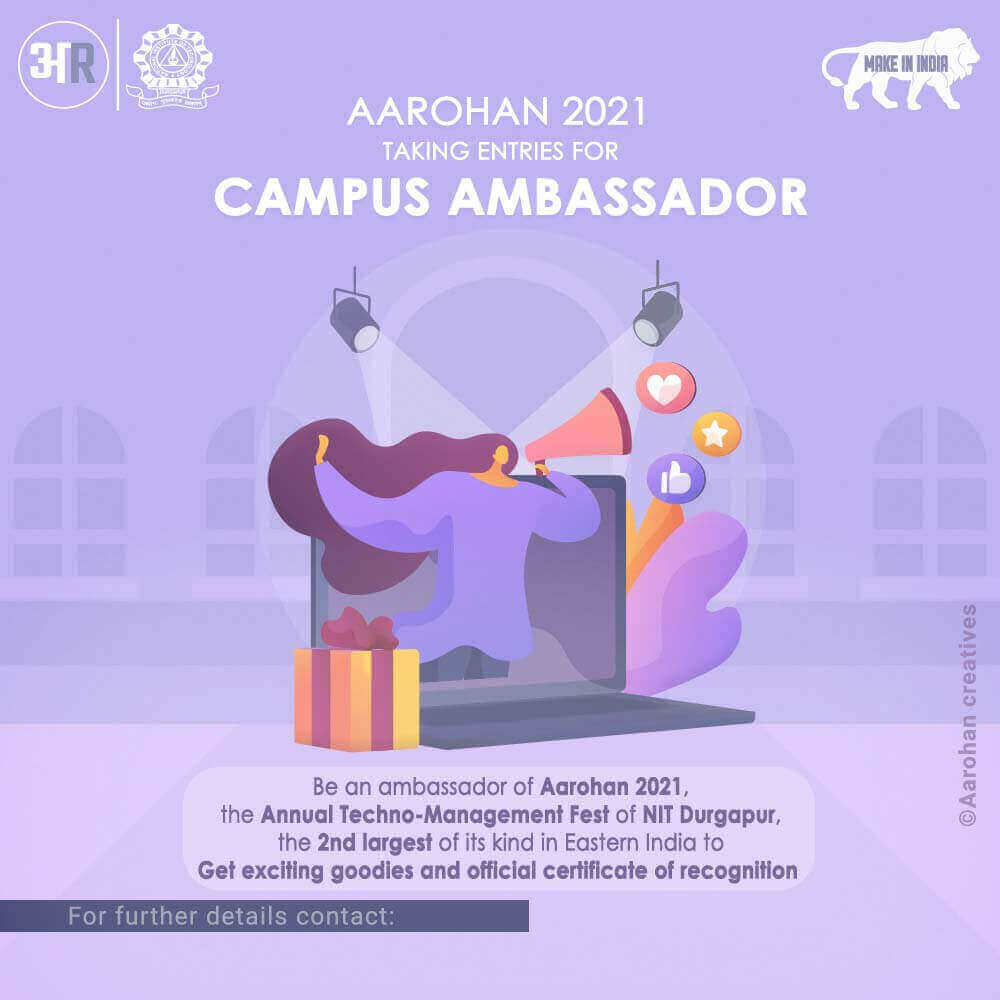 अR
MAKE IN INDIA
AAROHAN 2021
TAKING ENTRIES FOR
CAMPUS AMBASSADOR
©Aarohan creatives
Be an ambassador of Aarohan 2021,
the Annual Techno-Management Fest of NIT Durgapur,
the 2nd largest of its kind in Eastern India to
Get exciting goodies and official certificate of recognition
For further details contact: